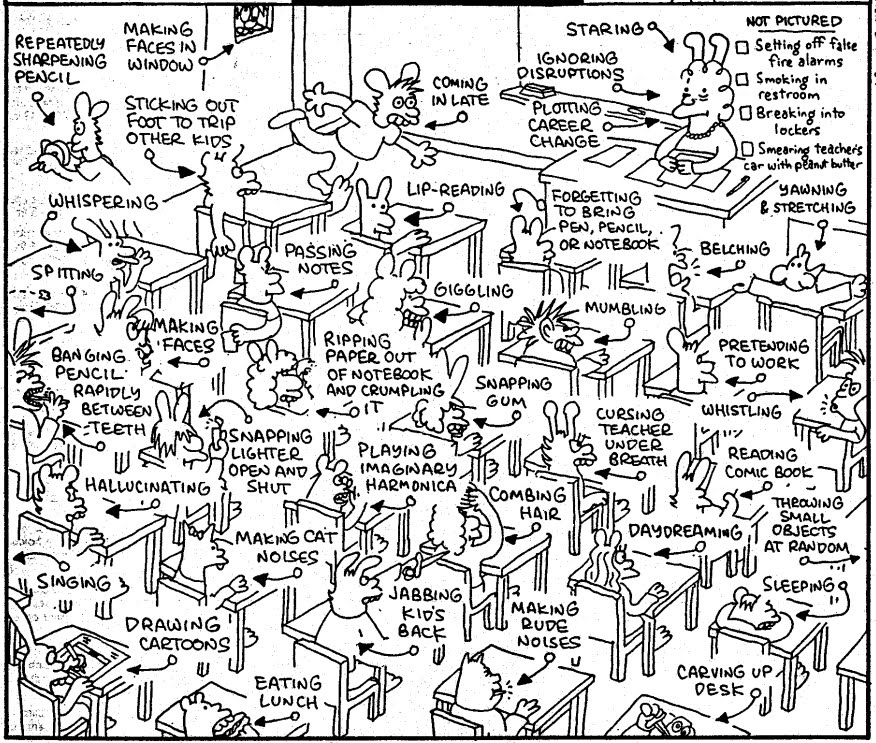 REPEATEDLY
SHARPENING
PENCIL
MAKING
FACES IN
WINDOW
STICKING OUT
FOOT TO TRIP
OTHER KIDS
COMING
IN LATE
STARING
IGNORING
DISRUPTIONS
PLOTTING
CAREER
CHANGE
NOT PICTURED
Setting off false
fire alarms
Smoking in
restroom
Breaking into
lockers
Smearing teacher's
car with peanut butter
WHISPERING
LIP-READING
FORGETTING
TO BRING
PEN, PENCIL,
OR NOTEBOOK
YAWNING
& STRETCHING
SPITTING
PASSING
NOTES
GIGGLING
BELCHING
MUMBLING
MAKING
FACES
BANGING
PENCIL
RAPIDLY
BETWEEN
TEETH
RIPPING
PAPER OUT
OF NOTEBOOK
AND CRUMPLING
IT
SNAPPING
GUM
PRETENDING
TO WORK
WHISTLING
SNAPPING
LIGHTER
OPEN AND
SHUT
CURSING
TEACHER
UNDER
BREATH
PLAYING
IMAGINARY
HARMONICA
READING
COMIC BOOK
HALLUCINATING
COMBING
HAIR
THROWING
SMALL
OBJECTS
AT RANDOM
MAKING CAT
NOISES
DAYDREAMING
SINGING
JABBING
KID'S
BACK
MAKING
RUDE
NOISES
SLEEPING
DRAWING
CARTOONS
EATING
LUNCH
CARVING UP
DESK